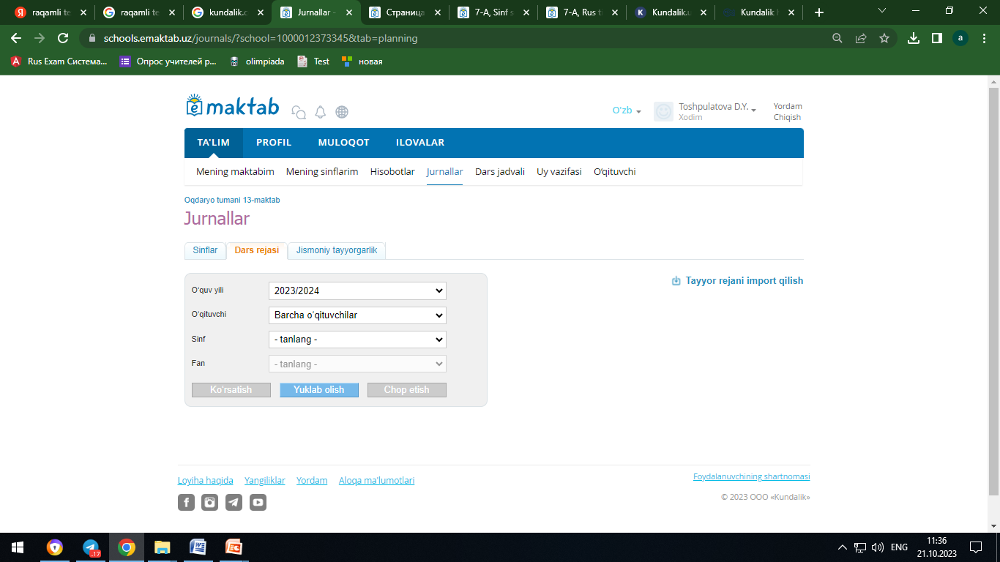 raqamli te
raqamli te
kundalik.c
Jurnallar -
Страница
7-A, Sinf s
7-A, Rus ti
Kundalik.u
Kundalik h
schools.emaktab.uz/journals/?school=1000012373345&tab=planning
a
Rus Exam Система...
Опрос учителей р...
olimpiada
Test
новая
e maktab
O'zb
Toshpulatova D.Y.
Xodim
Yordam
Chiqish
TA'LIM PROFIL MULOQOT ILOVALAR
Mening maktabim Mening sinflarim Hisobotlar Jurnallar Dars jadvali Uy vazifasi O'qituvchi
Oqdaryo tumani 13-maktab
Jurnallar
Sinflar Dars rejasi Jismoniy tayyorgarlik
Tayyor rejani import qilish
O'quv yili 2023/2024
O'qituvchi Barcha o'qituvchilar
Sinf - tanlang -
Fan - tanlang -
Ko'rsatish Yuklab olish Chop etish
Loyiha haqida Yangiliklar Yordam Aloqa ma'lumotlari
Foydalanuvchining shartnomasi
© 2023 ООО «Kundalik»
17
ENG
11:36
21.10.2023